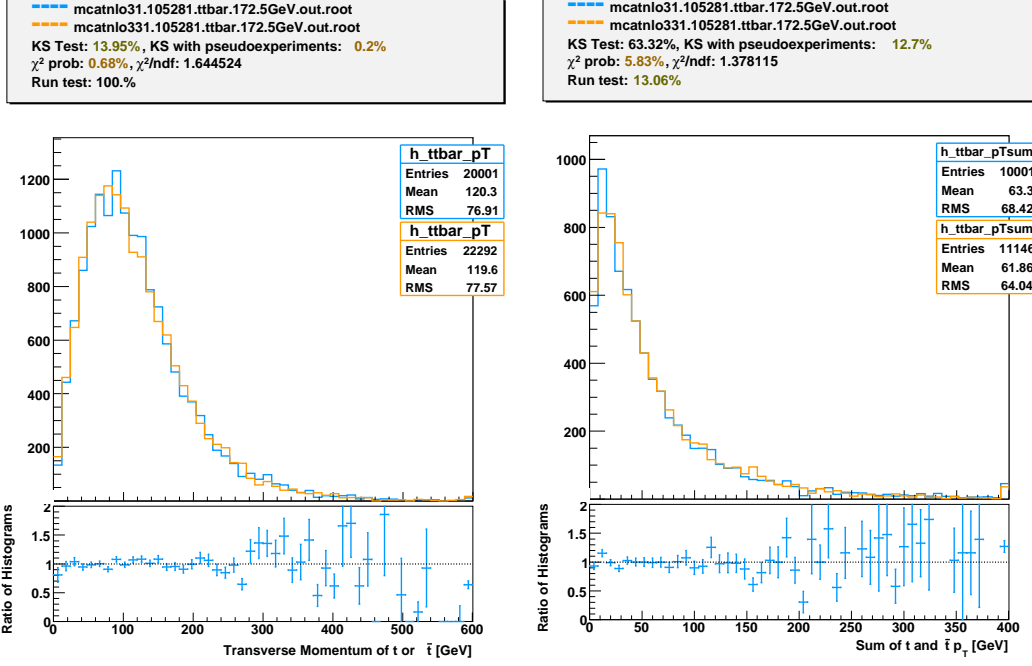 mcatnlo31.105281.ttbar.172.5GeV.out.root
mcatnlo331.105281.ttbar.172.5GeV.out.root
KS Test: 13.95%, KS with pseudoexperiments: 0.2%
χ² prob: 0.68%, χ²/ndf: 1.644524
Run test: 100.%
h_ttbar_pT
Entries 20001
Mean 120.3
RMS 76.91
h_ttbar_pT
Entries 22292
Mean 119.6
RMS 77.57
1200
1000
800
600
400
200
2
1.5
1
0.5
0
0 100 200 300 400 500 600
Ratio of Histograms
Transverse Momentum of t or t̄ [GeV]
mcatnlo31.105281.ttbar.172.5GeV.out.root
mcatnlo331.105281.ttbar.172.5GeV.out.root
KS Test: 63.32%, KS with pseudoexperiments: 12.7%
χ² prob: 5.83%, χ²/ndf: 1.378115
Run test: 13.06%
h_ttbar_pTsum
Entries 10001
Mean 63.3
RMS 68.42
h_ttbar_pTsum
Entries 11146
Mean 61.86
RMS 64.04
1000
800
600
400
200
2
1.5
1
0.5
0
0 50 100 150 200 250 300 350 400
Ratio of Histograms
Sum of t and t̄ p_T [GeV]